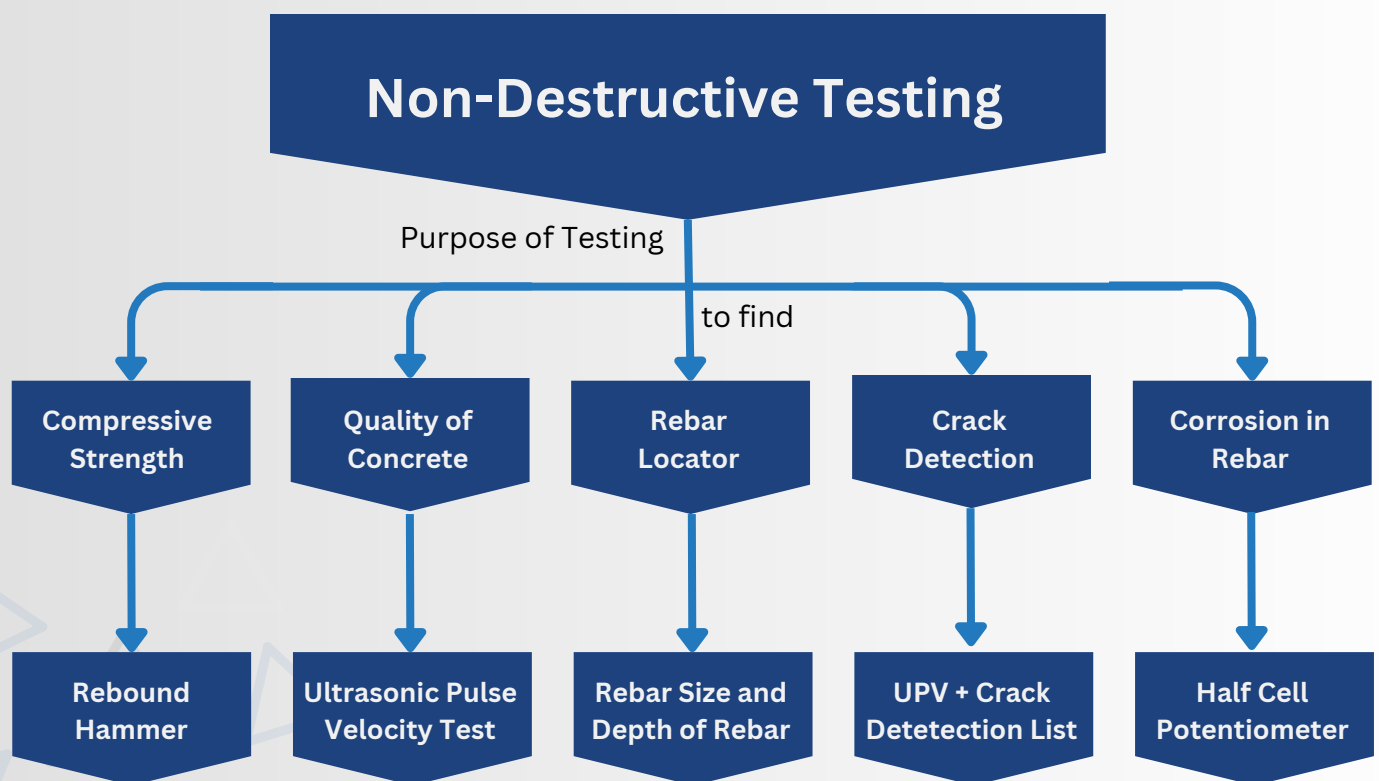 Non-Destructive Testing
Purpose of Testing
to find
Compressive
Strength
Quality of
Concrete
Rebar
Locator
Crack
Detection
Corrosion in
Rebar
Rebound
Hammer
Ultrasonic Pulse
Velocity Test
Rebar Size and
Depth of Rebar
UPV + Crack
Detetection List
Half Cell
Potentiometer